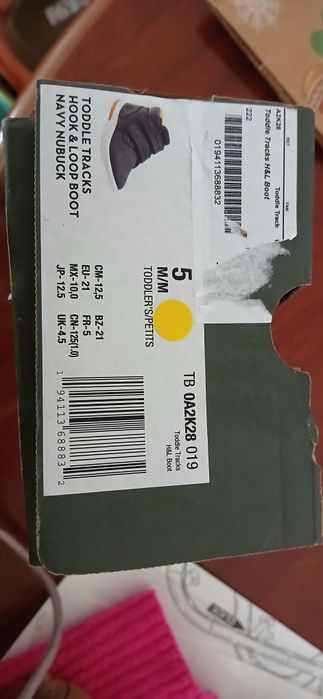 TODDLE TRACKS
HOOK & LOOP BOOT
NAVY NUBUCK
5
M/M
TODDLER'S/PETITS
CM-12,5 BZ-21
EU-21 FR-5
MX-10,0 CN-125(1.0)
JP-12.5 UK-4.5
TB 0A2K28 019
Toddle Tracks
H&L Boot
1 94113 68883 2
A2K28
Toddle Track
Toddle Tracks H&L Boot
222
0194113688832